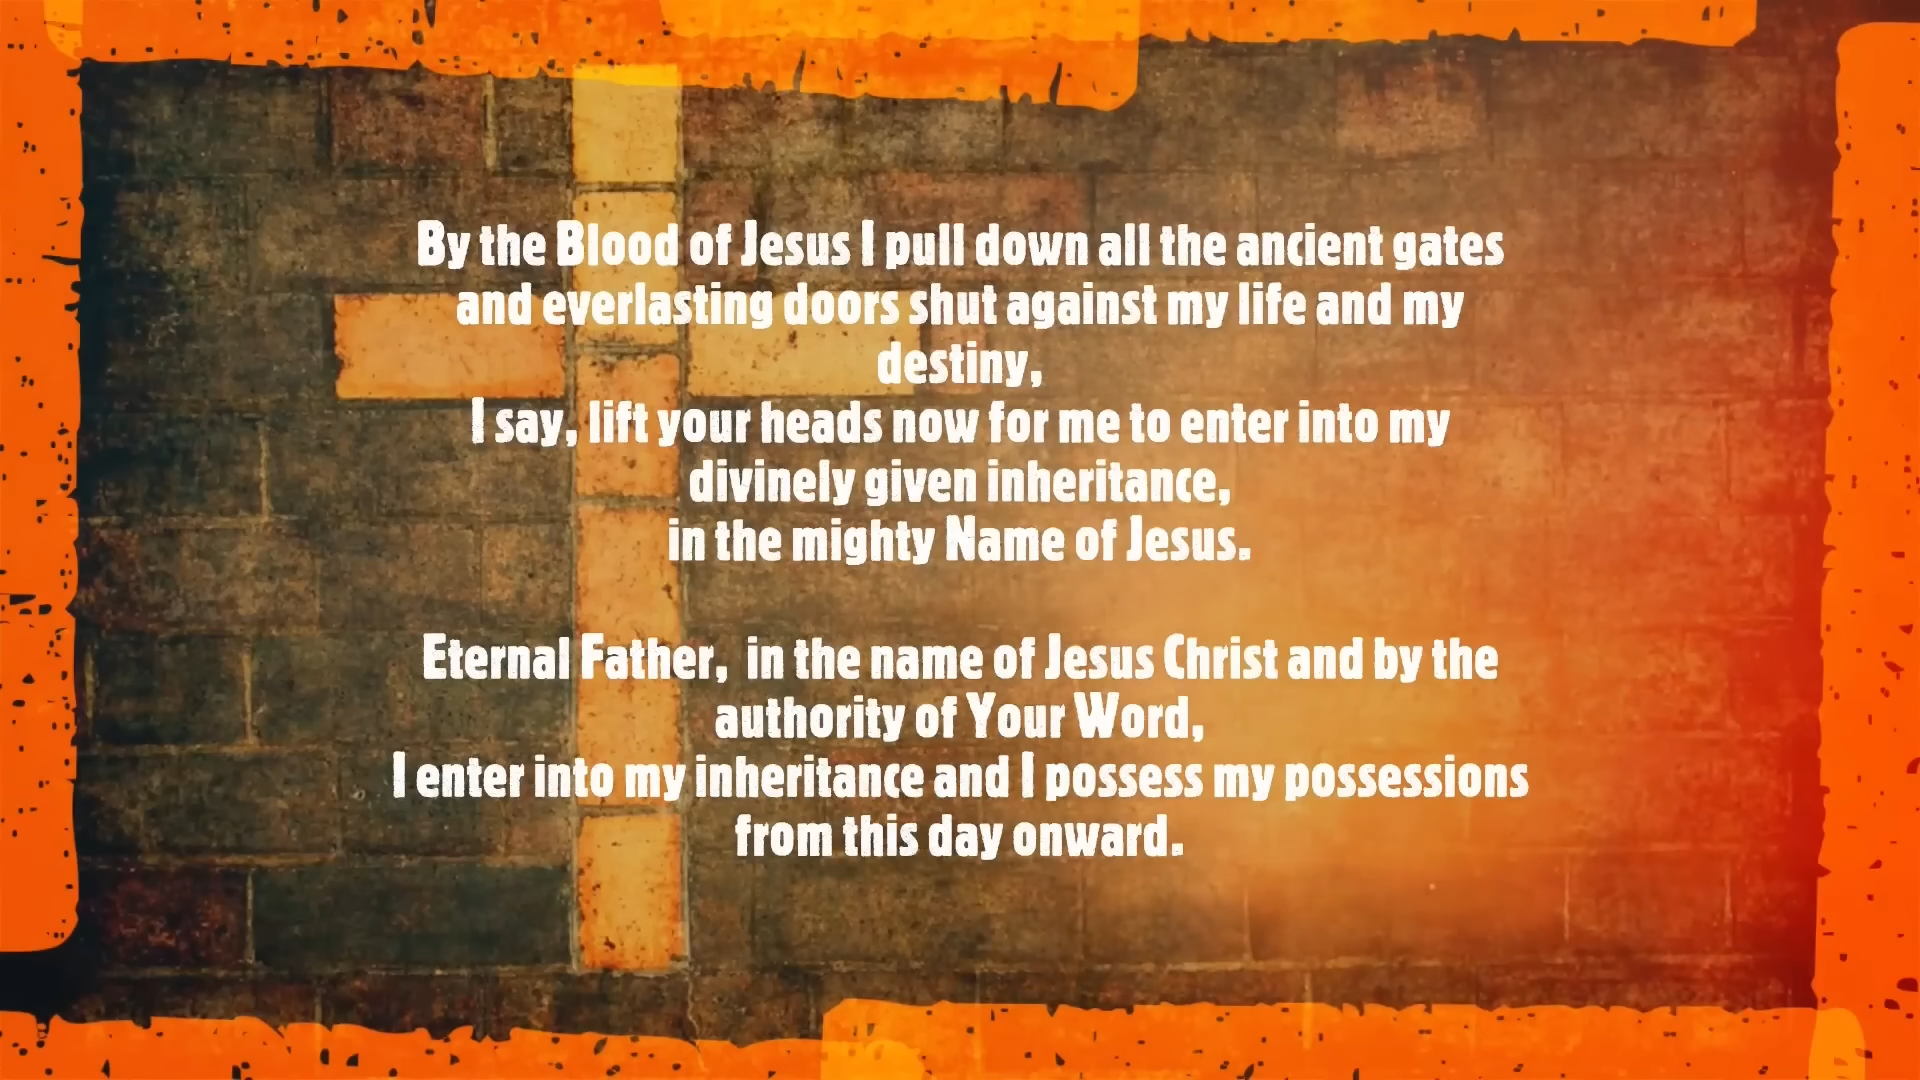 By the Blood of Jesus I pull down all the ancient gates
and everlasting doors shut against my life and my
destiny,
I say, lift your heads now for me to enter into my
divinely given inheritance,
in the mighty Name of Jesus.
Eternal Father, in the name of Jesus Christ and by the
authority of Your Word,
I enter into my inheritance and I possess my possessions
from this day onward.